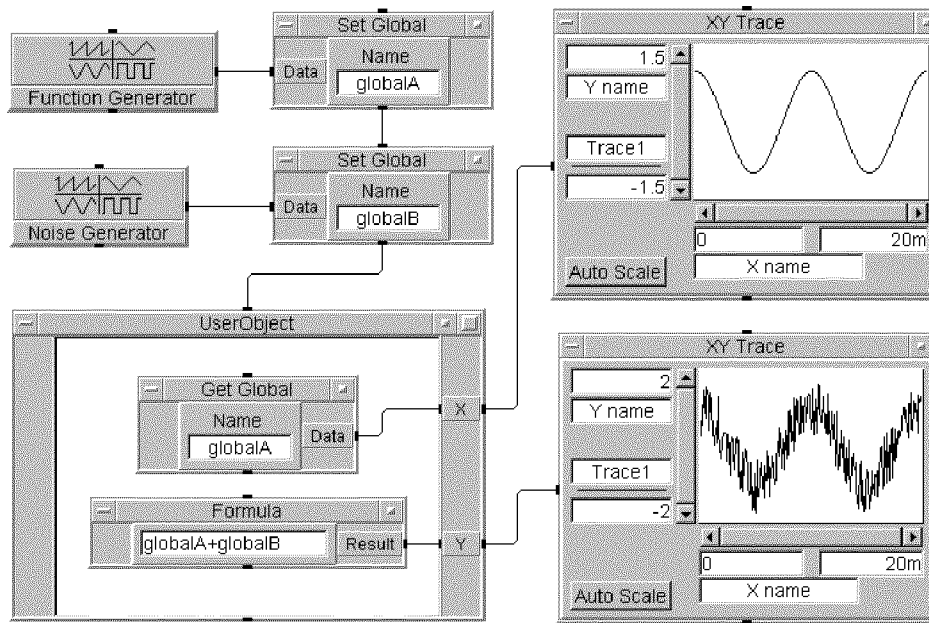 Function Generator
Set Global
Data
Name
globalA
Noise Generator
Set Global
Data
Name
globalB
UserObject
Get Global
Name
globalA
Data
X
Formula
globalA+globalB
Result
Y
XY Trace
1.5
Y name
Trace1
-1.5
0
20m
X name
Auto Scale
XY Trace
2
Y name
Trace1
-2
0
20m
X name
Auto Scale